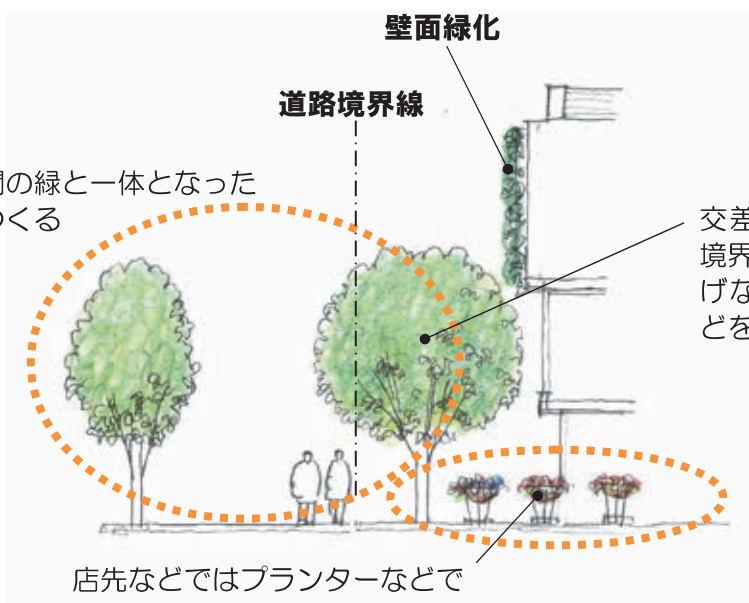 壁面緑化
道路境界線
の緑と一体となった
くる
交差
境界
げな
どを
店先などではプランターなどで